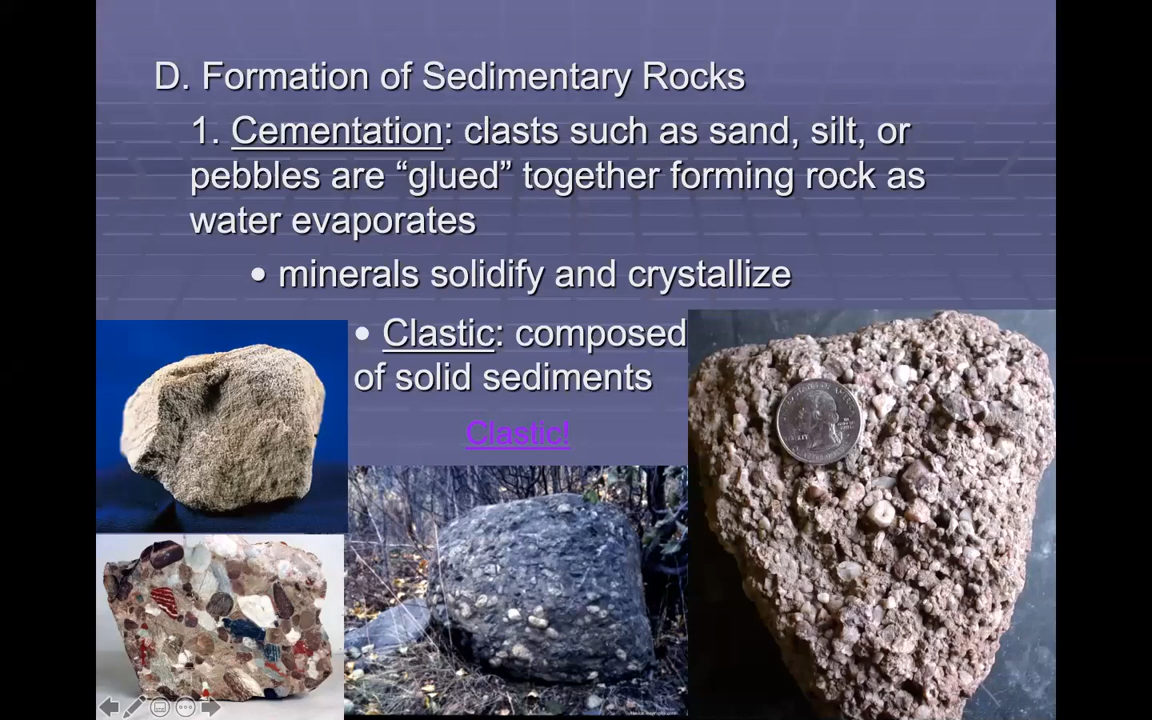 D. Formation of Sedimentary Rocks
1. Cementation: clasts such as sand, silt, or
pebbles are “glued” together forming rock as
water evaporates
• minerals solidify and crystallize
• Clastic: composed
of solid sediments
Clastic!